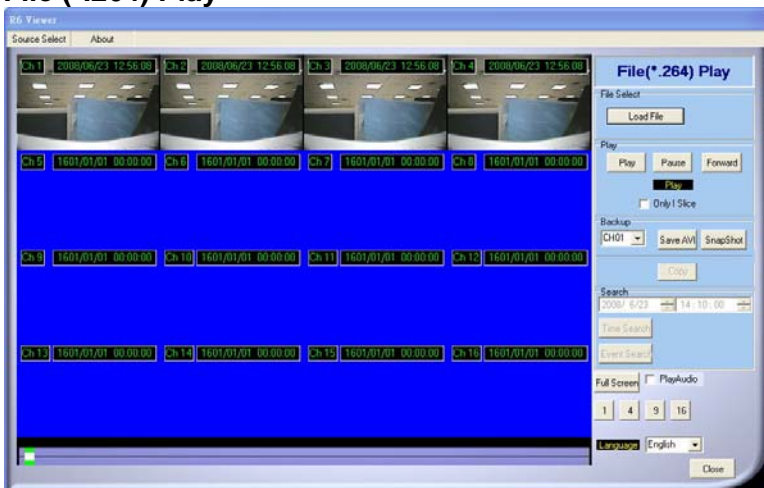 R6 Viewer
Source Select About
Ch 1 2008/06/23 12:56:08 Ch 2 2008/06/23 12:56:08 Ch 3 2008/06/23 12:56:08 Ch 4 2008/06/23 12:56:08
Ch 5 1601/01/01 00:00:00 Ch 6 1601/01/01 00:00:00 Ch 7 1601/01/01 00:00:00 Ch 8 1601/01/01 00:00:00
Ch 9 1601/01/01 00:00:00 Ch 10 1601/01/01 00:00:00 Ch 11 1601/01/01 00:00:00 Ch 12 1601/01/01 00:00:00
Ch 13 1601/01/01 00:00:00 Ch 14 1601/01/01 00:00:00 Ch 15 1601/01/01 00:00:00 Ch 16 1601/01/01 00:00:00
File(*.264) Play
File Select
Load File
Play
Play Pause Forward
Play
Only I Slice
Backup
CH01 Save AVI SnapShot
Copy
Search
2008/ 6/23 14:10:00
Time Search
Event Search
Full Screen PlayAudio
1 4 9 16
Language English
Close